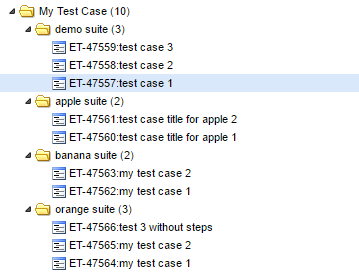 My Test Case (10)
demo suite (3)
ET-47559:test case 3
ET-47558:test case 2
ET-47557:test case 1
apple suite (2)
ET-47561:test case title for apple 2
ET-47560:test case title for apple 1
banana suite (2)
ET-47563:my test case 2
ET-47562:my test case 1
orange suite (3)
ET-47566:test 3 without steps
ET-47565:my test case 2
ET-47564:my test case 1